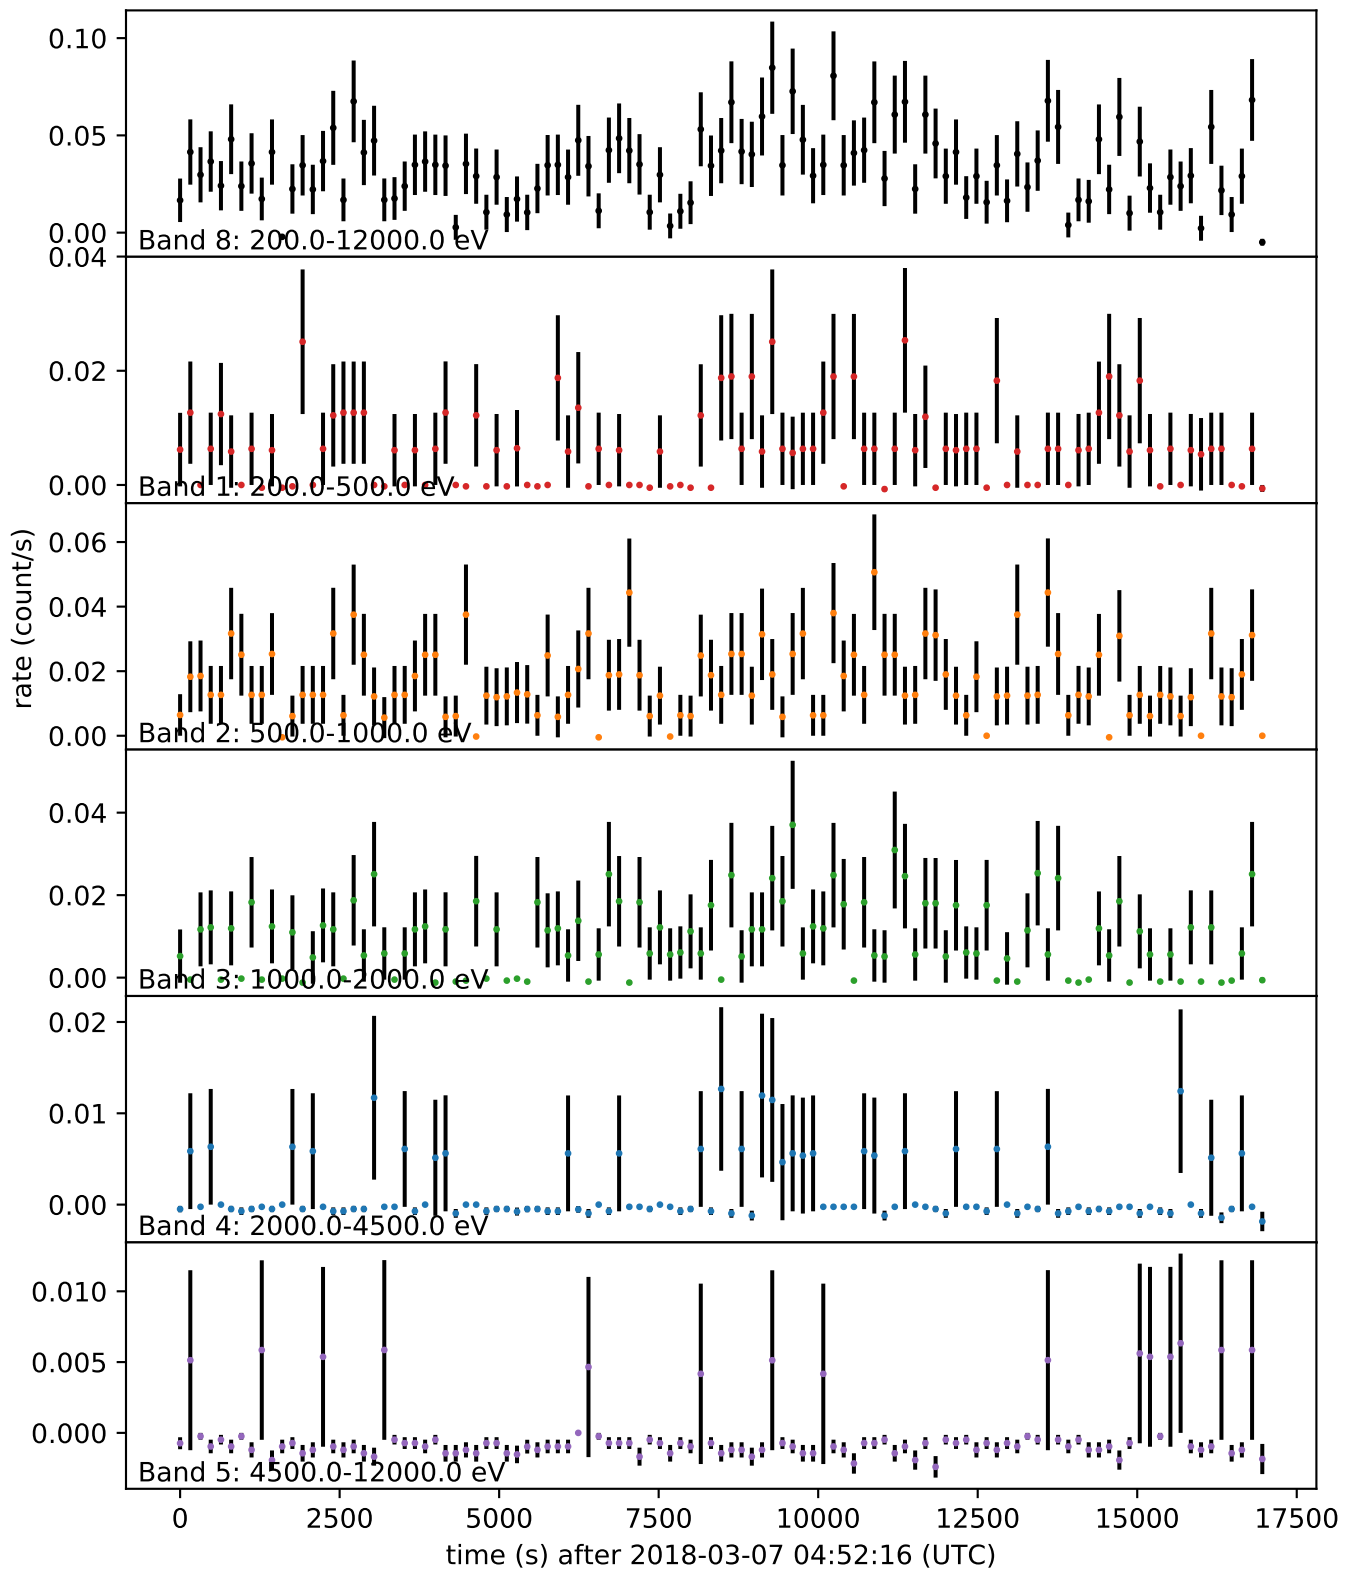 0.10
0.05
0.00
Band 8: 200.0-12000.0 eV
0.04
0.02
0.00
Band 1: 200.0-500.0 eV
rate (count/s)
0.06
0.04
0.02
0.00
Band 2: 500.0-1000.0 eV
0.04
0.02
0.00
Band 3: 1000.0-2000.0 eV
0.02
0.01
0.00
Band 4: 2000.0-4500.0 eV
0.010
0.005
0.000
Band 5: 4500.0-12000.0 eV
0 2500 5000 7500 10000 12500 15000 17500
time (s) after 2018-03-07 04:52:16 (UTC)